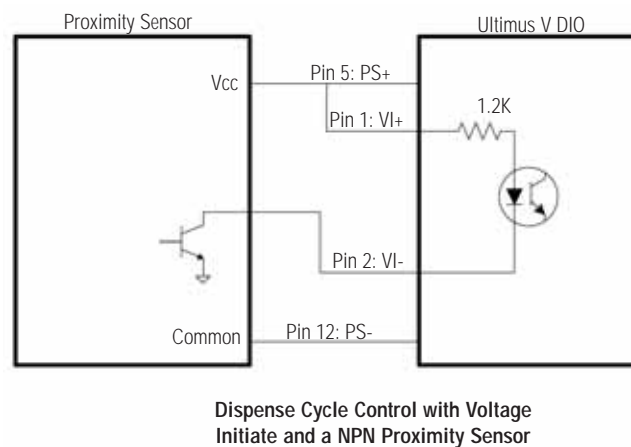 Proximity Sensor
Ultimus V DIO
Vcc
Pin 5: PS+
1.2K
Pin 1: VI+
Pin 2: VI-
Common
Pin 12: PS-
Dispense Cycle Control with Voltage
Initiate and a NPN Proximity Sensor